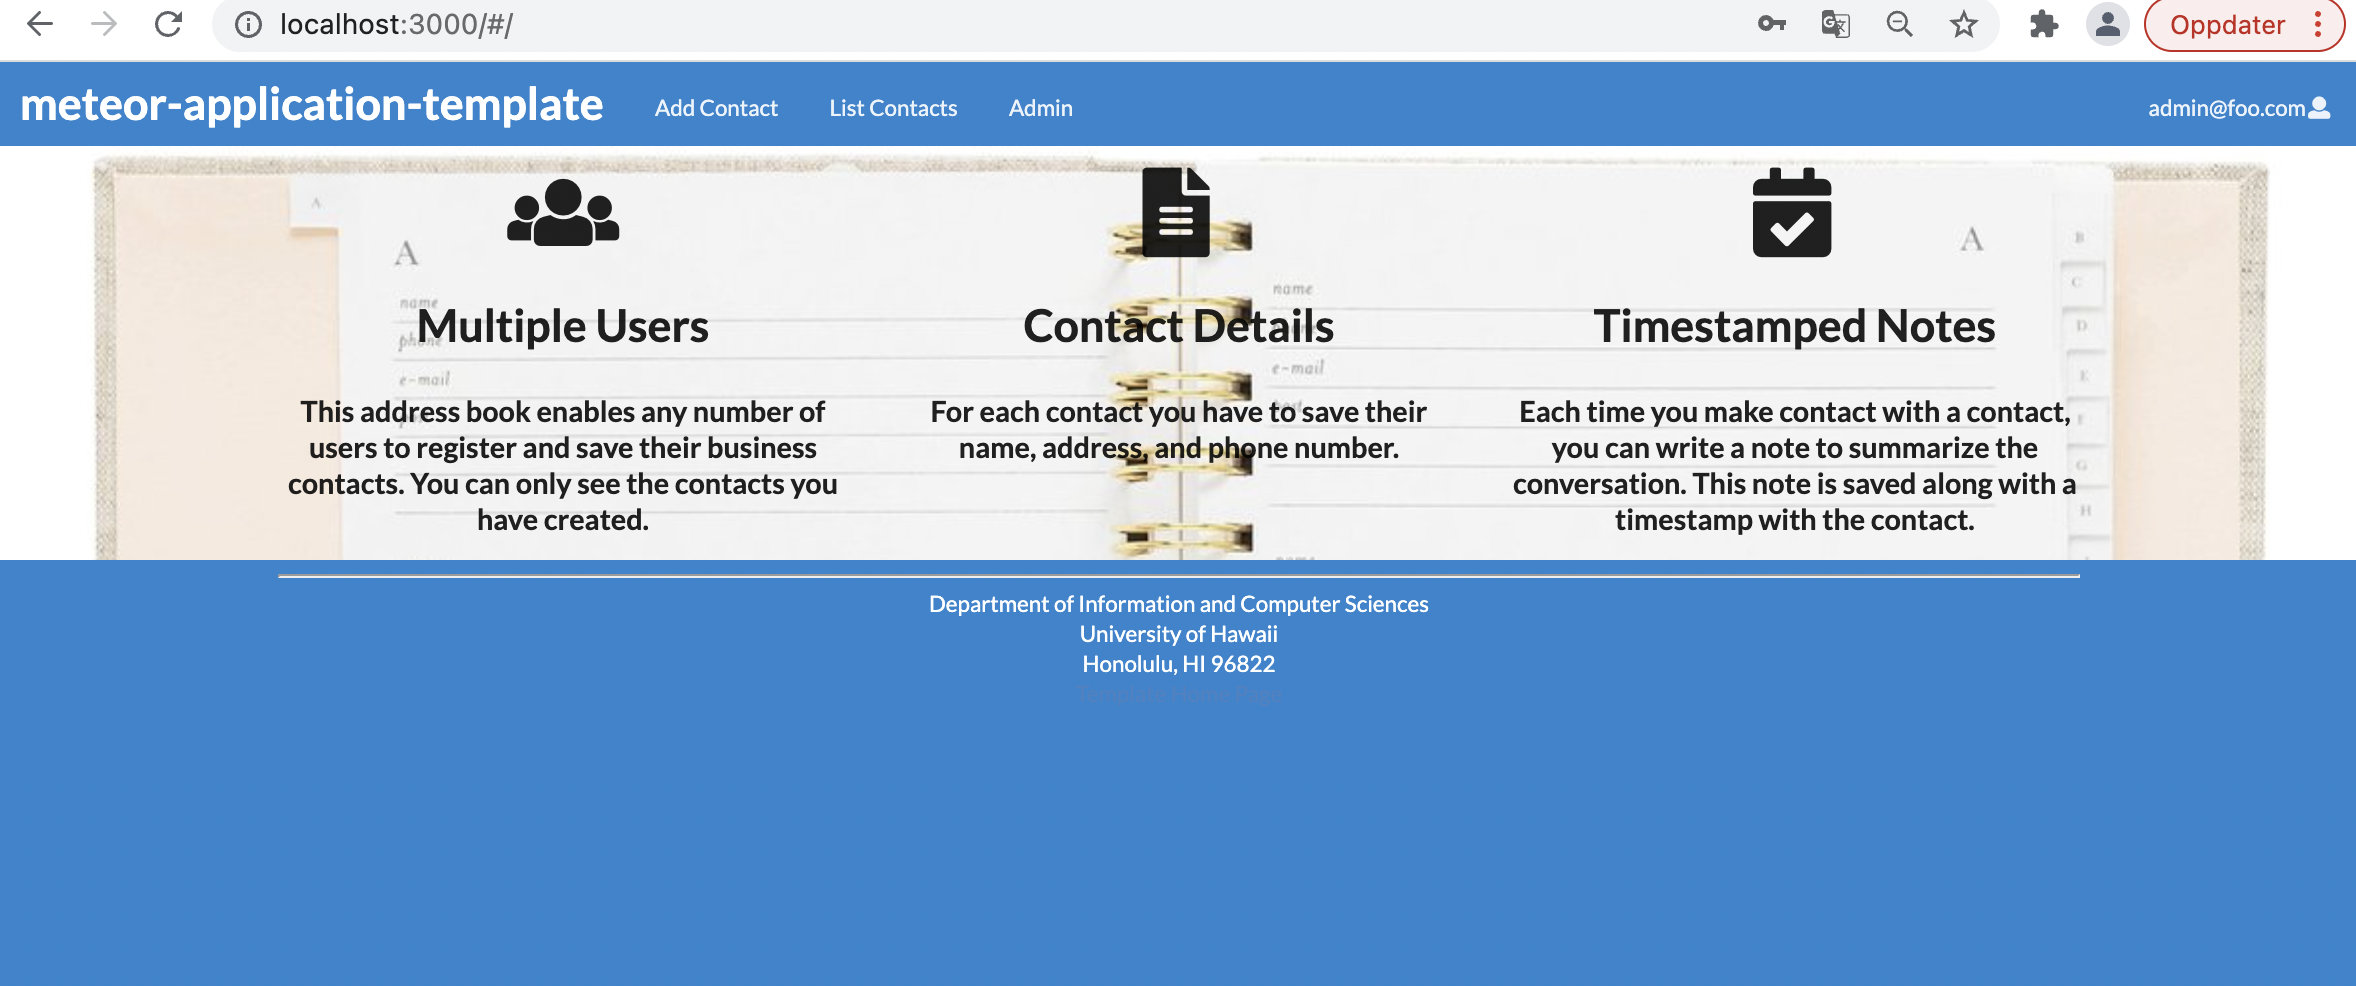 localhost:3000/#/
Oppdater
meteor-application-template
Add Contact
List Contacts
Admin
admin@foo.com
A
A
A
B
C
D
E
F
G
H
name
phone
e-mail
name
e-mail
Multiple Users
This address book enables any number of
users to register and save their business
contacts. You can only see the contacts you
have created.
Contact Details
For each contact you have to save their
name, address, and phone number.
Timestamped Notes
Each time you make contact with a contact,
you can write a note to summarize the
conversation. This note is saved along with a
timestamp with the contact.
Department of Information and Computer Sciences
University of Hawaii
Honolulu, HI 96822
Template Home Page